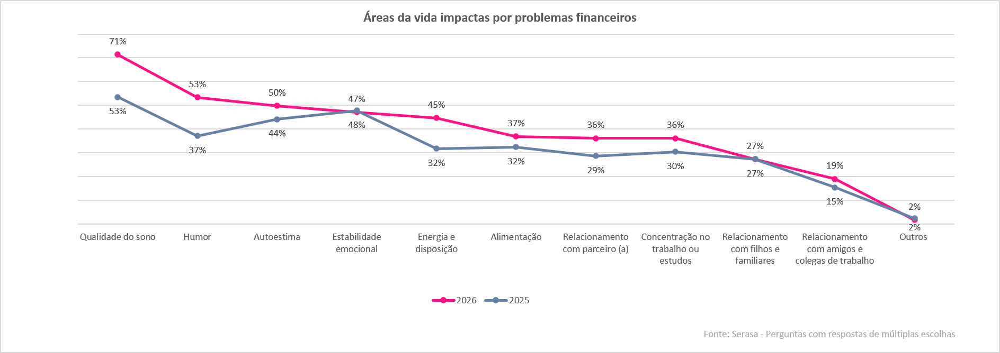 Áreas da vida impactas por problemas financeiros
71%
53%
50%
47%
45%
37%
36%
36%
27%
19%
2%
53%
37%
44%
48%
32%
32%
29%
30%
27%
15%
2%
Qualidade do sono
Humor
Autoestima
Estabilidade
emocional
Energia e
disposição
Alimentação
Relacionamento
com parceiro (a)
Concentração no
trabalho ou
estudos
Relacionamento
com filhos e
familiares
Relacionamento
com amigos e
colegas de trabalho
Outros
2026
2025
Fonte: Serasa - Perguntas com respostas de múltiplas escolhas